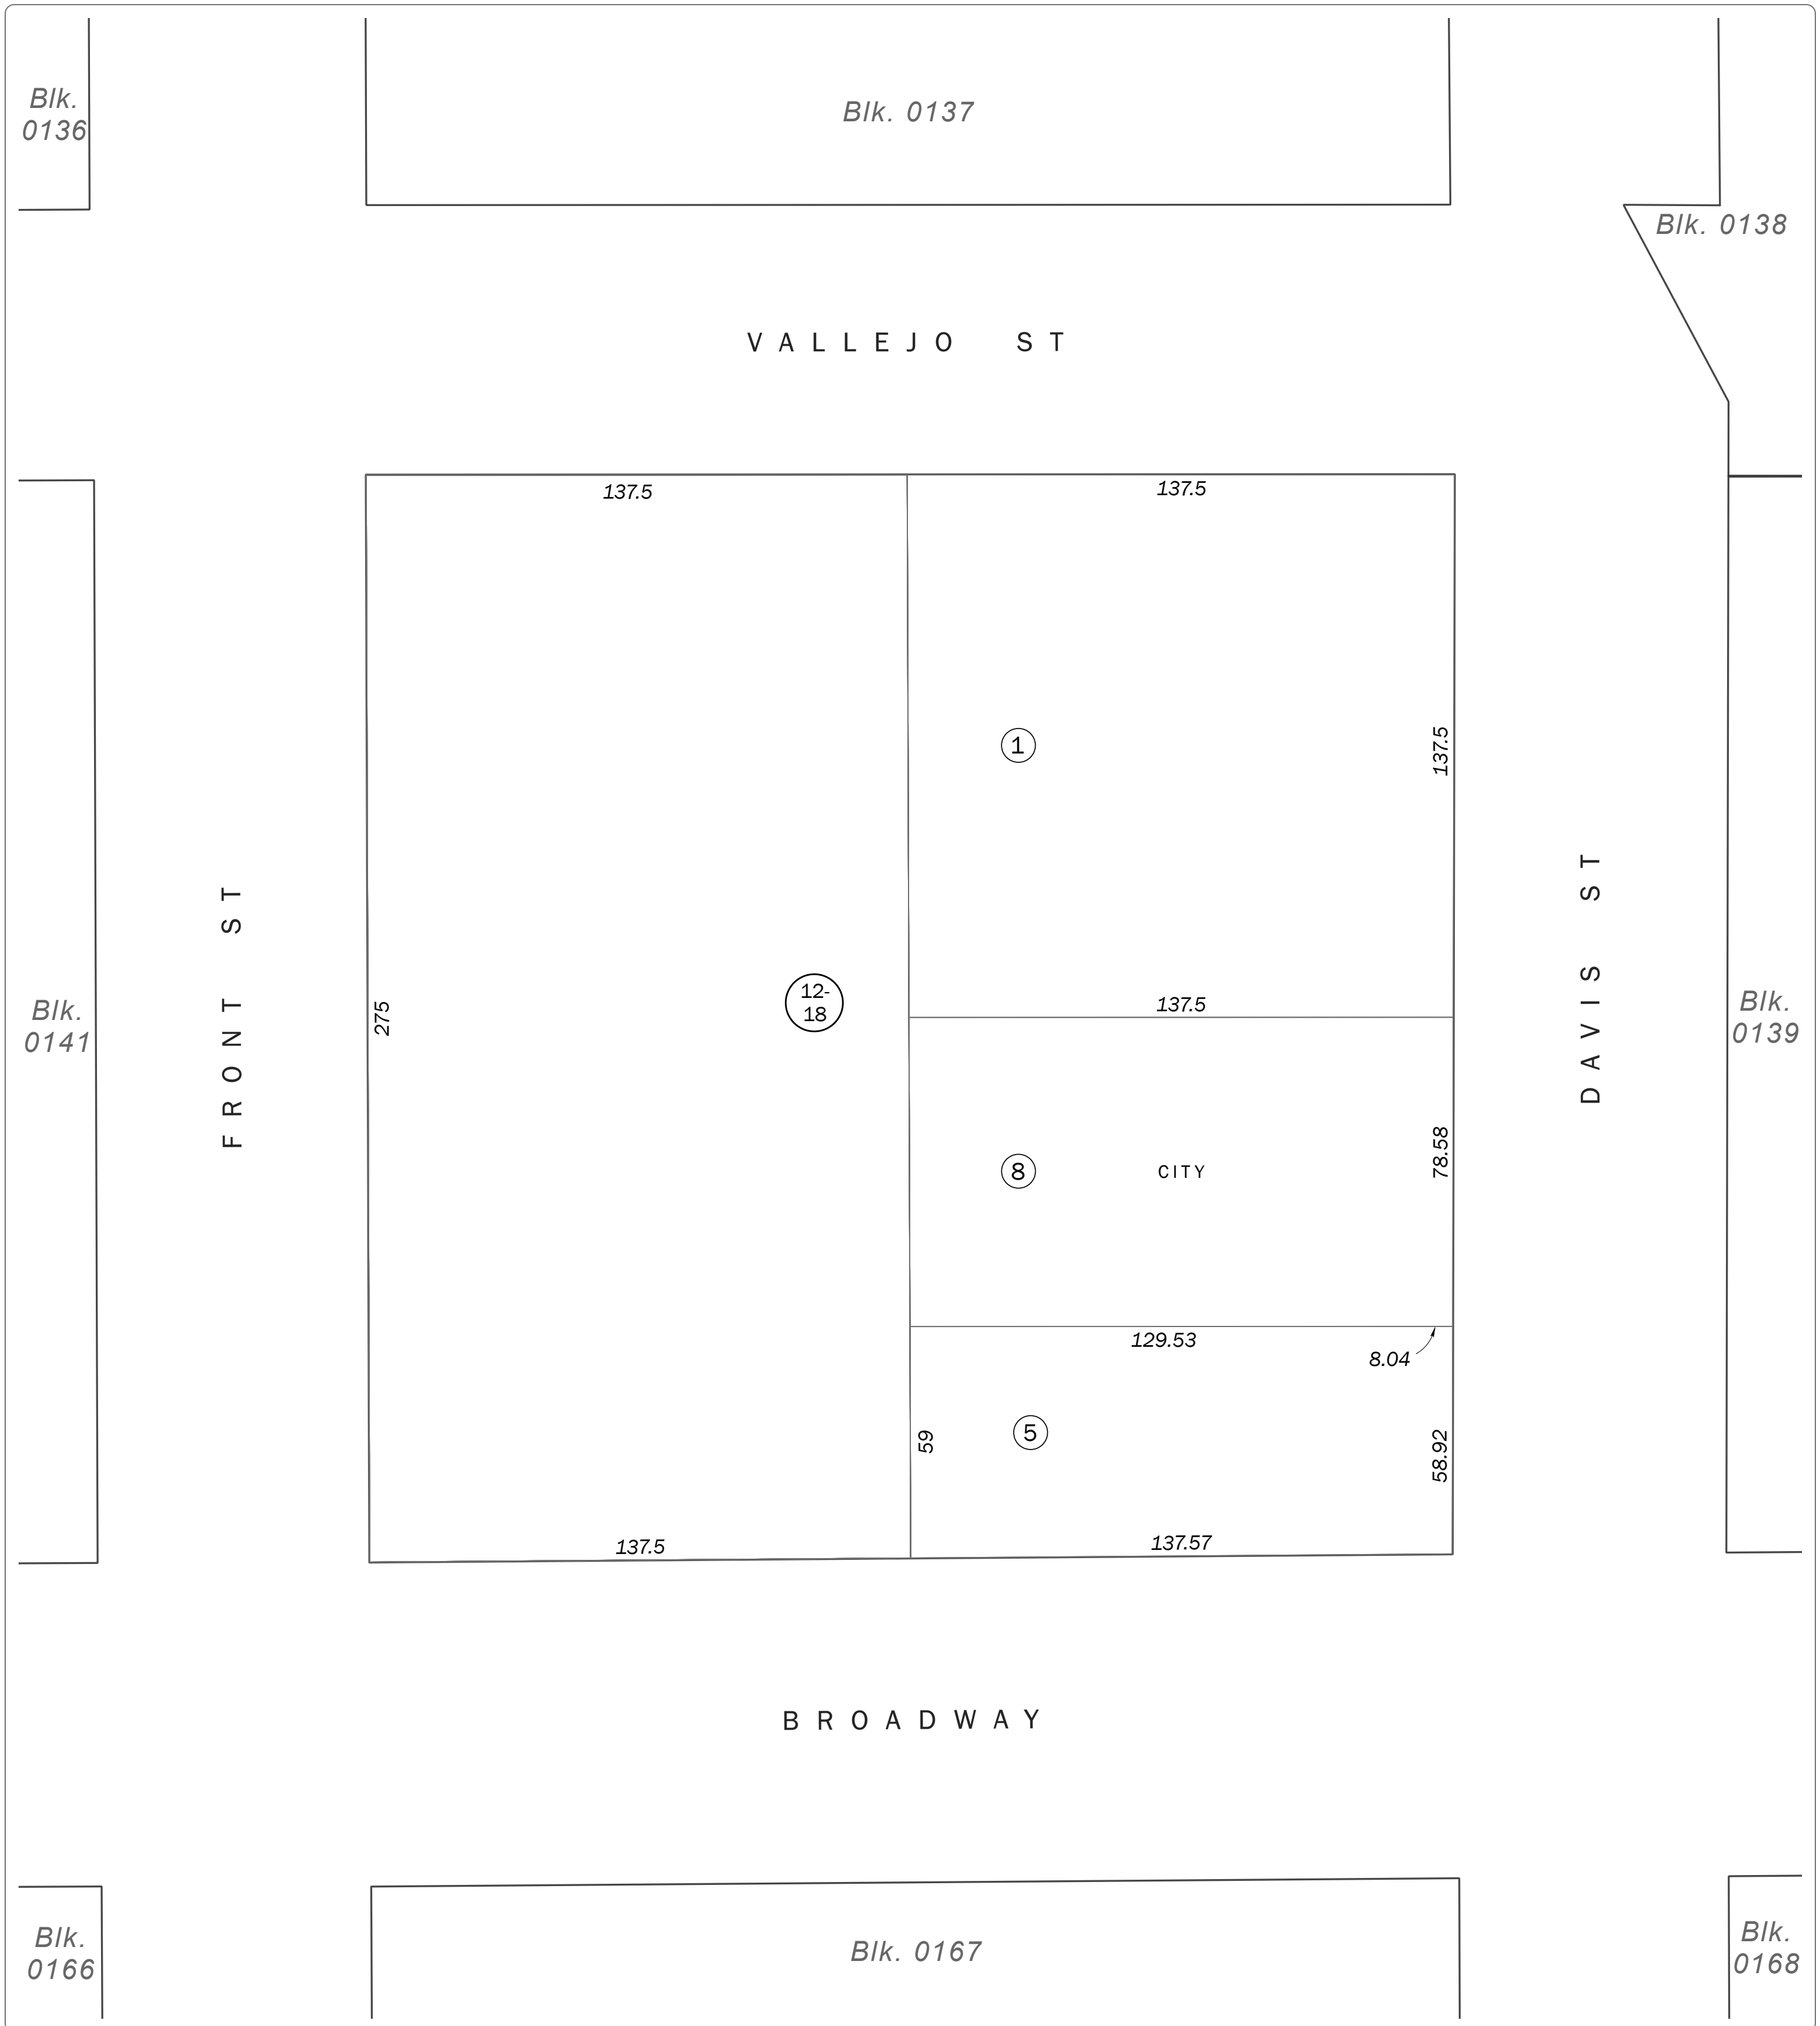 Blk.
0136
Blk. 0137
Blk. 0138
VALLEJO ST
137.5
137.5
1
137.5
FRONT ST
DAVIS ST
Blk.
0141
275
12-
18
137.5
Blk.
0139
8
CITY
78.58
129.53
8.04
59
5
58.92
137.5
137.57
BROADWAY
Blk.
0166
Blk. 0167
Blk.
0168